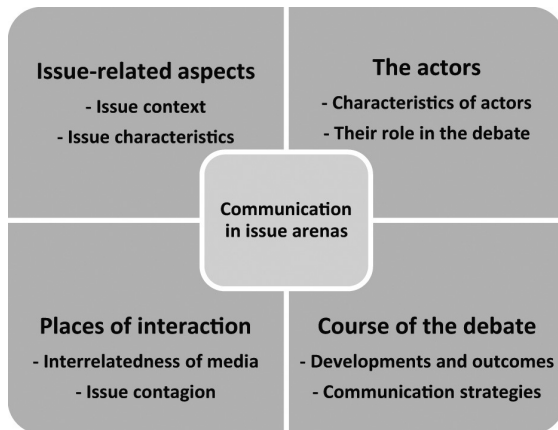 Issue-related aspects
- Issue context
- Issue characteristics
The actors
- Characteristics of actors
- Their role in the debate
Communication
in issue arenas
Places of interaction
- Interrelatedness of media
- Issue contagion
Course of the debate
- Developments and outcomes
- Communication strategies